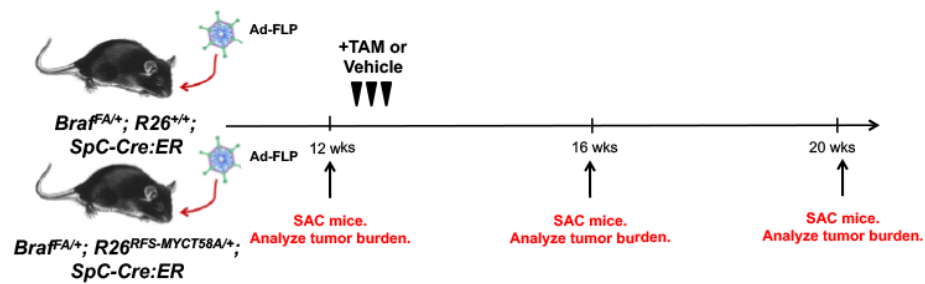 Ad-FLP
+TAM or
Vehicle
Braf^FA/+; R26^+/+;
SpC-Cre:ER
12 wks
16 wks
20 wks
Ad-FLP
SAC mice.
Analyze tumor burden.
SAC mice.
Analyze tumor burden.
SAC mice.
Analyze tumor burden.
Braf^FA/+; R26^RFS-MYCT58A/+;
SpC-Cre:ER